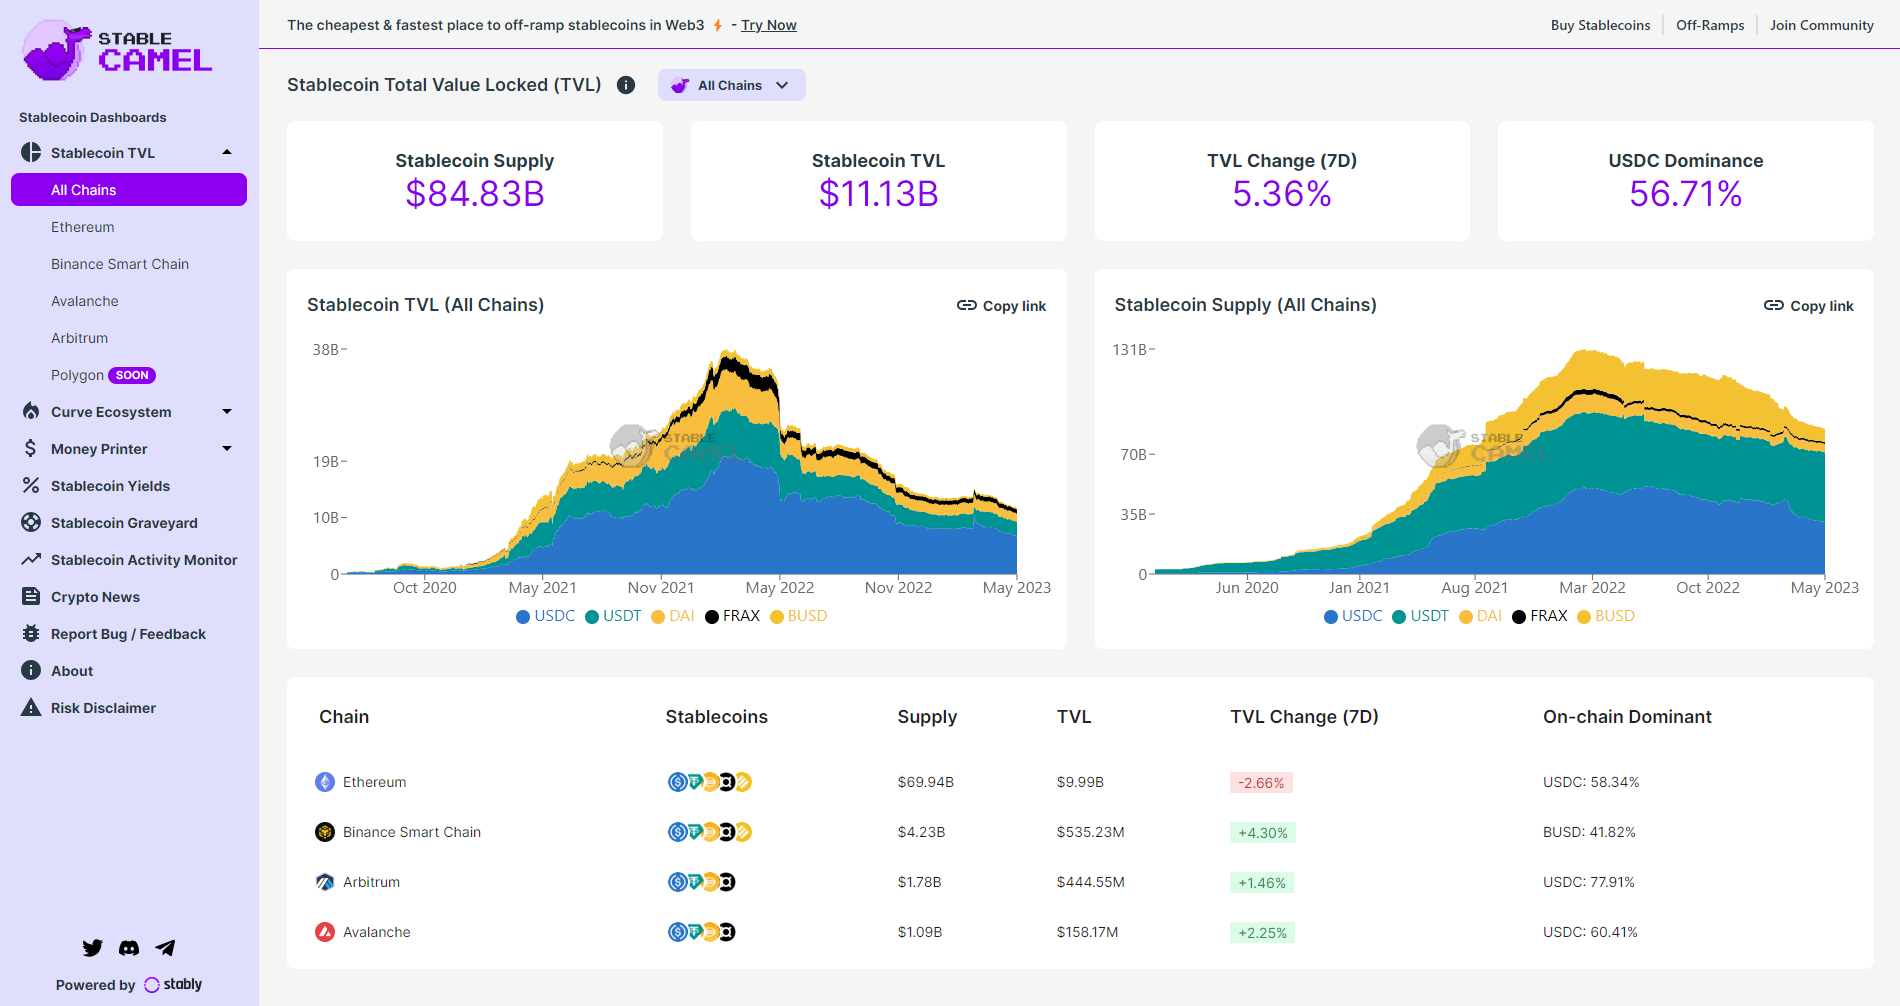 STABLE
CAMEL
Stablecoin Dashboards
Stablecoin TVL
All Chains
Ethereum
Binance Smart Chain
Avalanche
Arbitrum
Polygon SOON
Curve Ecosystem
Money Printer
Stablecoin Yields
Stablecoin Graveyard
Stablecoin Activity Monitor
Crypto News
Report Bug / Feedback
About
Risk Disclaimer
Powered by stably
The cheapest & fastest place to off-ramp stablecoins in Web3 ⚡ - Try Now
Buy Stablecoins
Off-Ramps
Join Community
Stablecoin Total Value Locked (TVL)
All Chains
Stablecoin Supply
$84.83B
Stablecoin TVL
$11.13B
TVL Change (7D)
5.36%
USDC Dominance
56.71%
Stablecoin TVL (All Chains)
Copy link
38B
19B
10B
0
STABLE
CAMEL
Oct 2020 May 2021 Nov 2021 May 2022 Nov 2022 May 2023
USDC USDT DAI FRAX BUSD
Stablecoin Supply (All Chains)
Copy link
131B
70B
35B
0
STABLE
CAMEL
Jun 2020 Jan 2021 Aug 2021 Mar 2022 Oct 2022 May 2023
USDC USDT DAI FRAX BUSD
Chain Stablecoins Supply TVL TVL Change (7D) On-chain Dominant
Ethereum $69.94B $9.99B -2.66% USDC: 58.34%
Binance Smart Chain $4.23B $535.23M +4.30% BUSD: 41.82%
Arbitrum $1.78B $444.55M +1.46% USDC: 77.91%
Avalanche $1.09B $158.17M +2.25% USDC: 60.41%